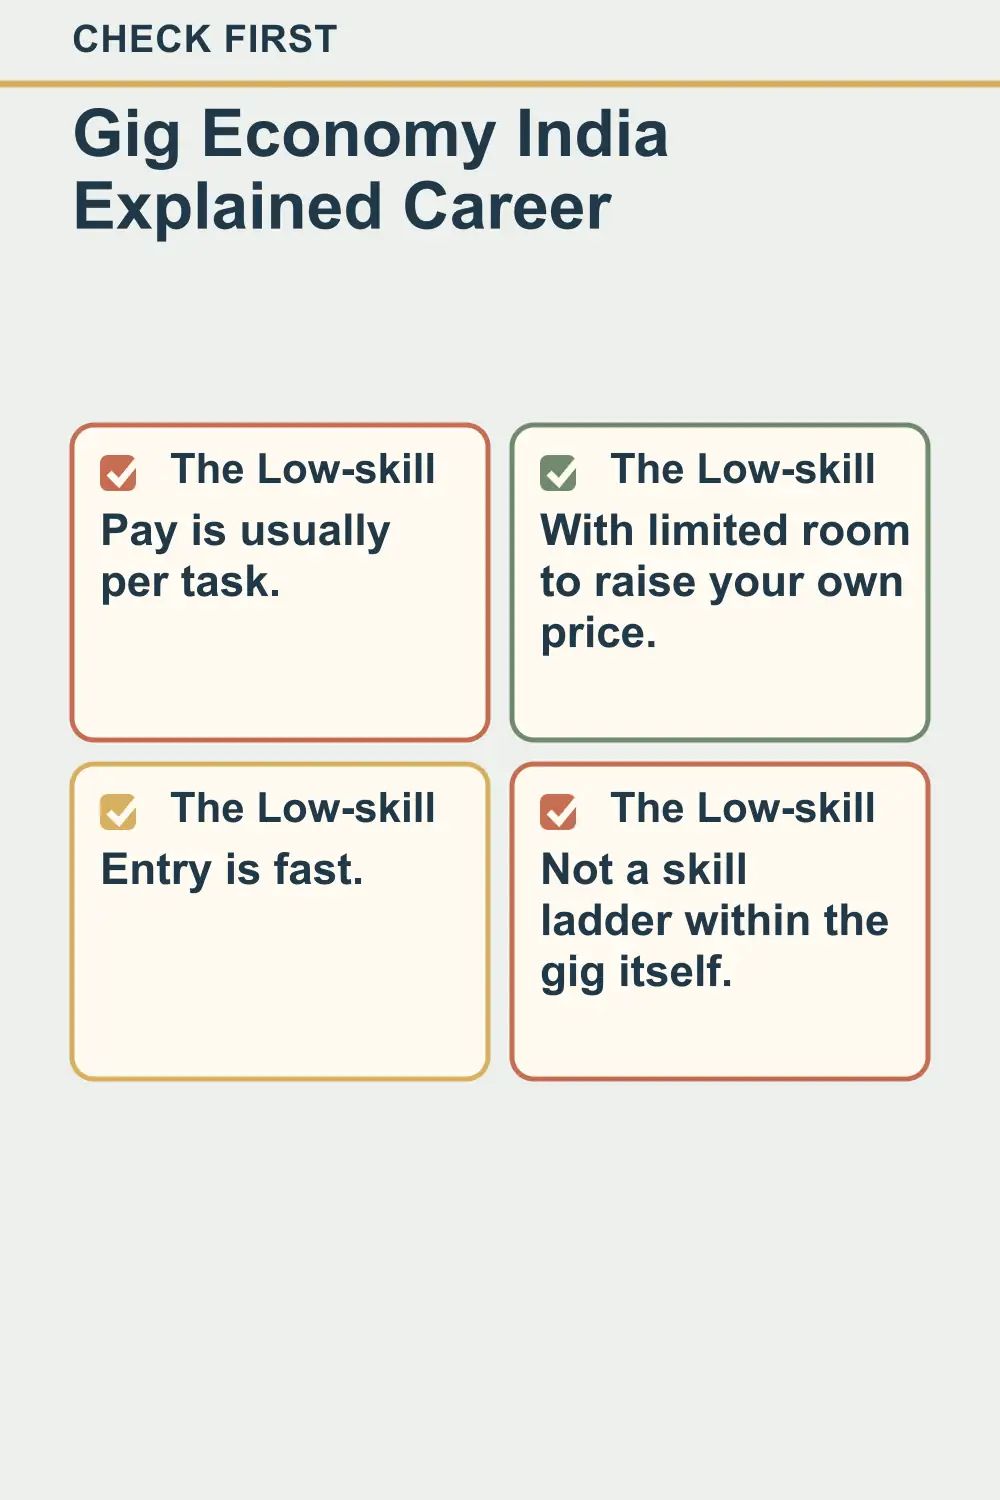 CHECK FIRST
Gig Economy India
Explained Career
The Low-skill
Pay is usually
per task.
The Low-skill
With limited room
to raise your own
price.
The Low-skill
Entry is fast.
The Low-skill
Not a skill
ladder within the
gig itself.